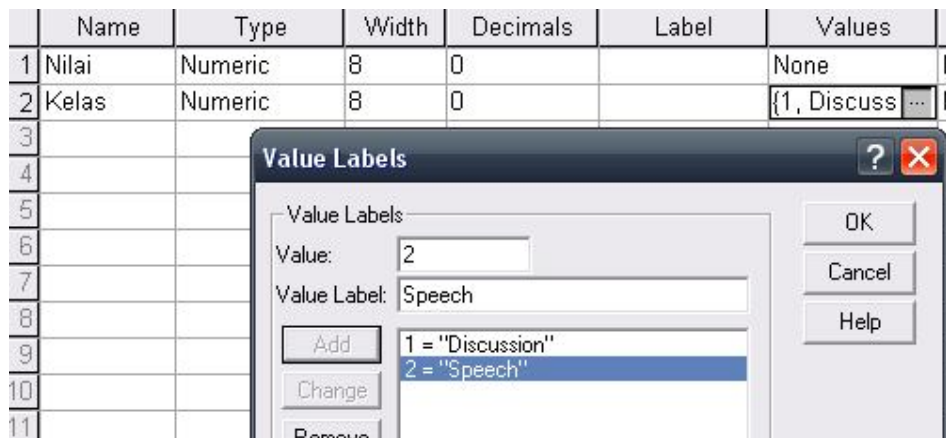 Name Type Width Decimals Label Values
1 Nilai Numeric 8 0 None
2 Kelas Numeric 8 0 {1, Discuss ...
3
4
5
6
7
8
9
10
11
Value Labels ?
Value Labels
Value: 2
Value Label: Speech
Add
Change
Remove
1 = "Discussion"
2 = "Speech"
OK
Cancel
Help